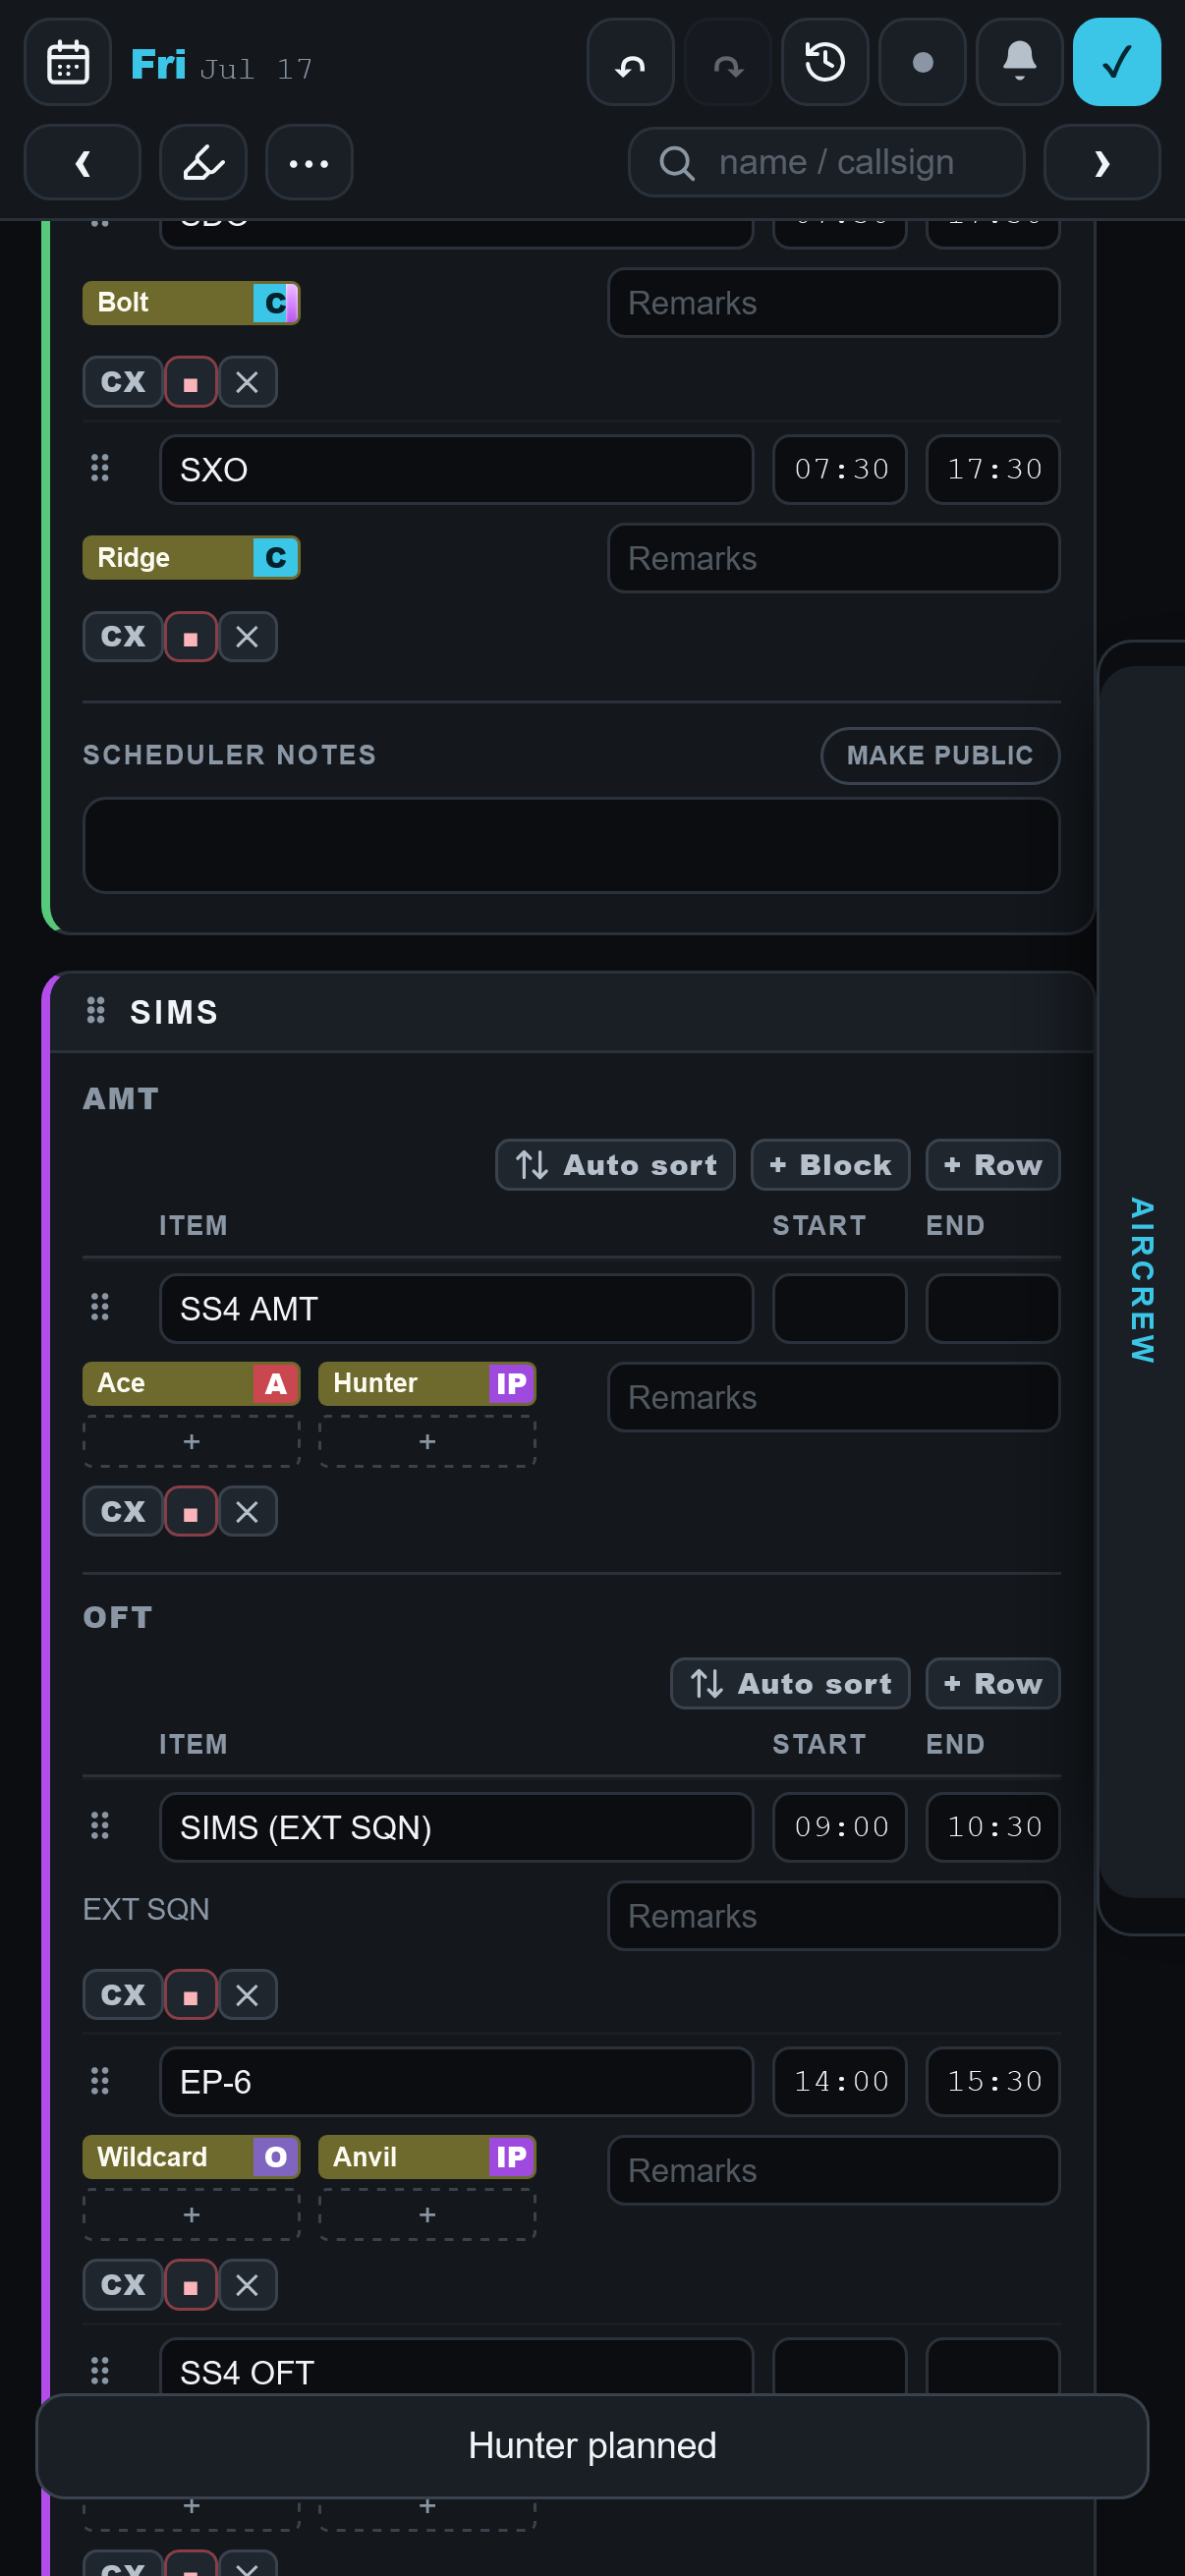 Fri Jul 17
name / callsign
Bolt C Remarks
CX
SXO 07:30 17:30
Ridge C Remarks
CX
SCHEDULER NOTES MAKE PUBLIC
SIMS
AMT
Auto sort + Block + Row
ITEM START END
SS4 AMT
Ace A Hunter IP Remarks
+ +
CX
AIRCREW
OFT
Auto sort + Row
ITEM START END
SIMS (EXT SQN) 09:00 10:30
EXT SQN Remarks
CX
EP-6 14:00 15:30
Wildcard O Anvil IP Remarks
+ +
CX
SS4 OFT
Hunter planned
+ +
CX